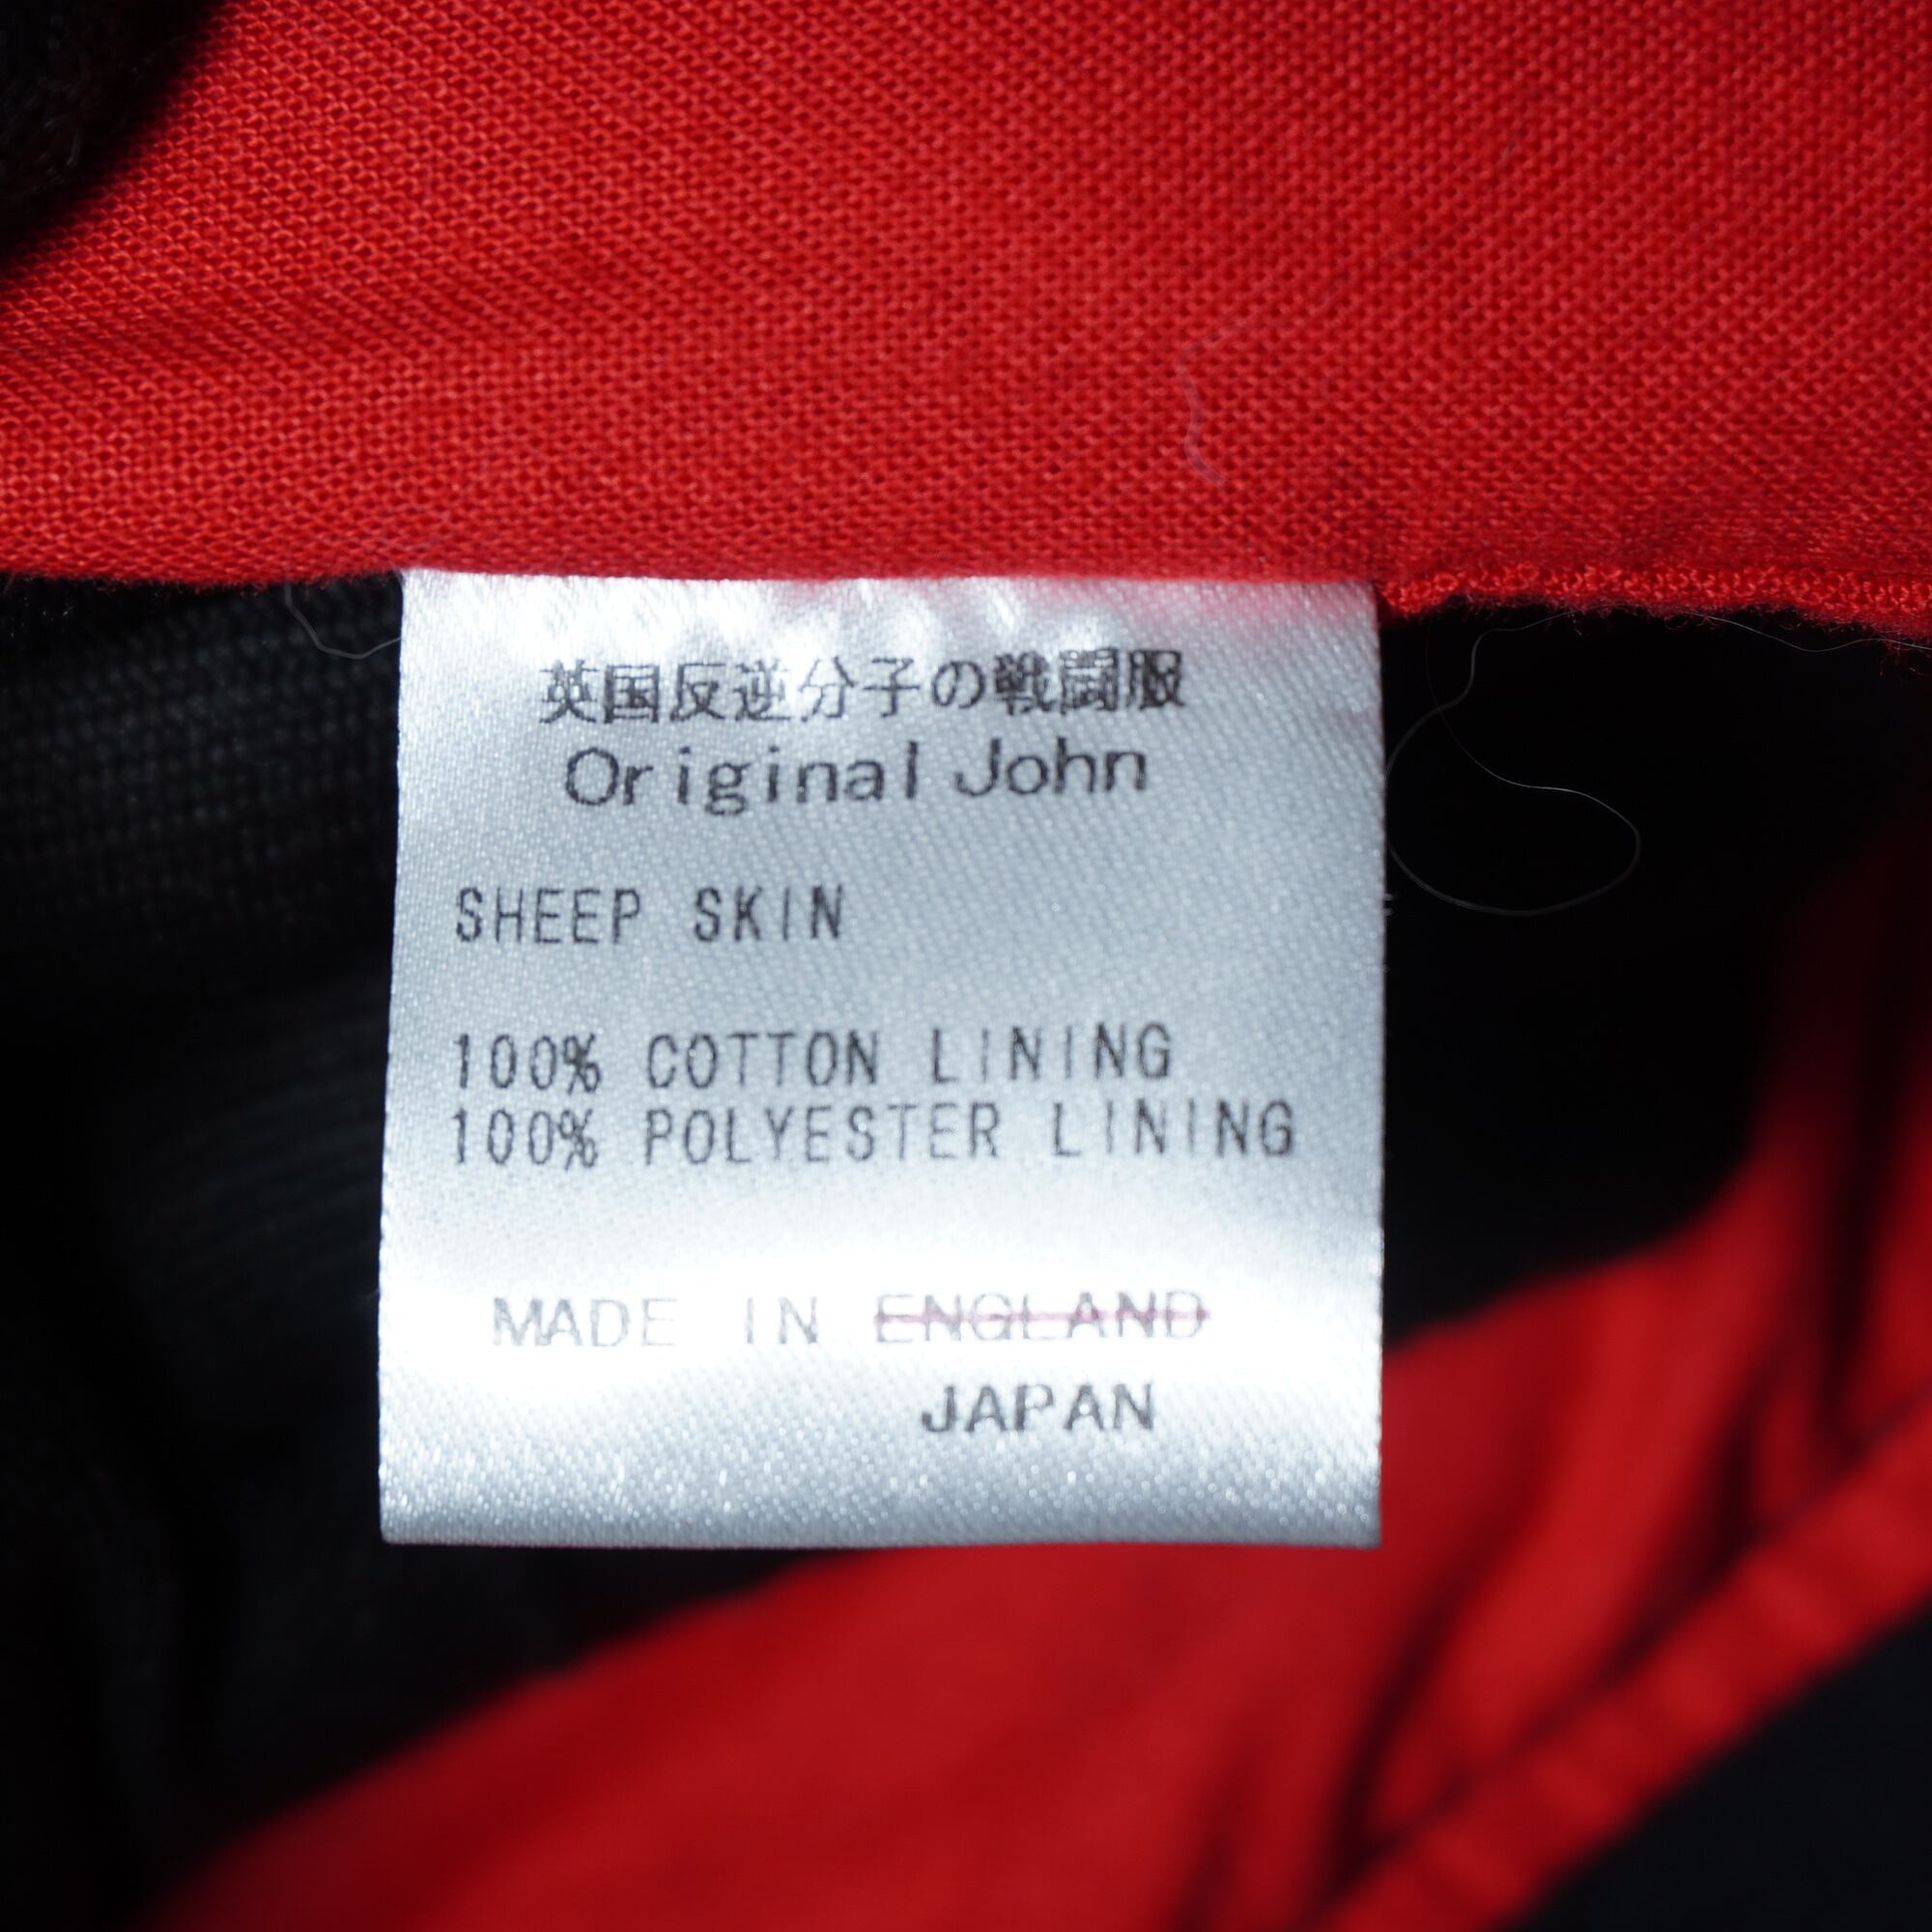 英国反逆分子の戦闘服
Original John
SHEEP SKIN
100% COTTON LINING
100% POLYESTER LINING
MADE IN ENGLAND
JAPAN